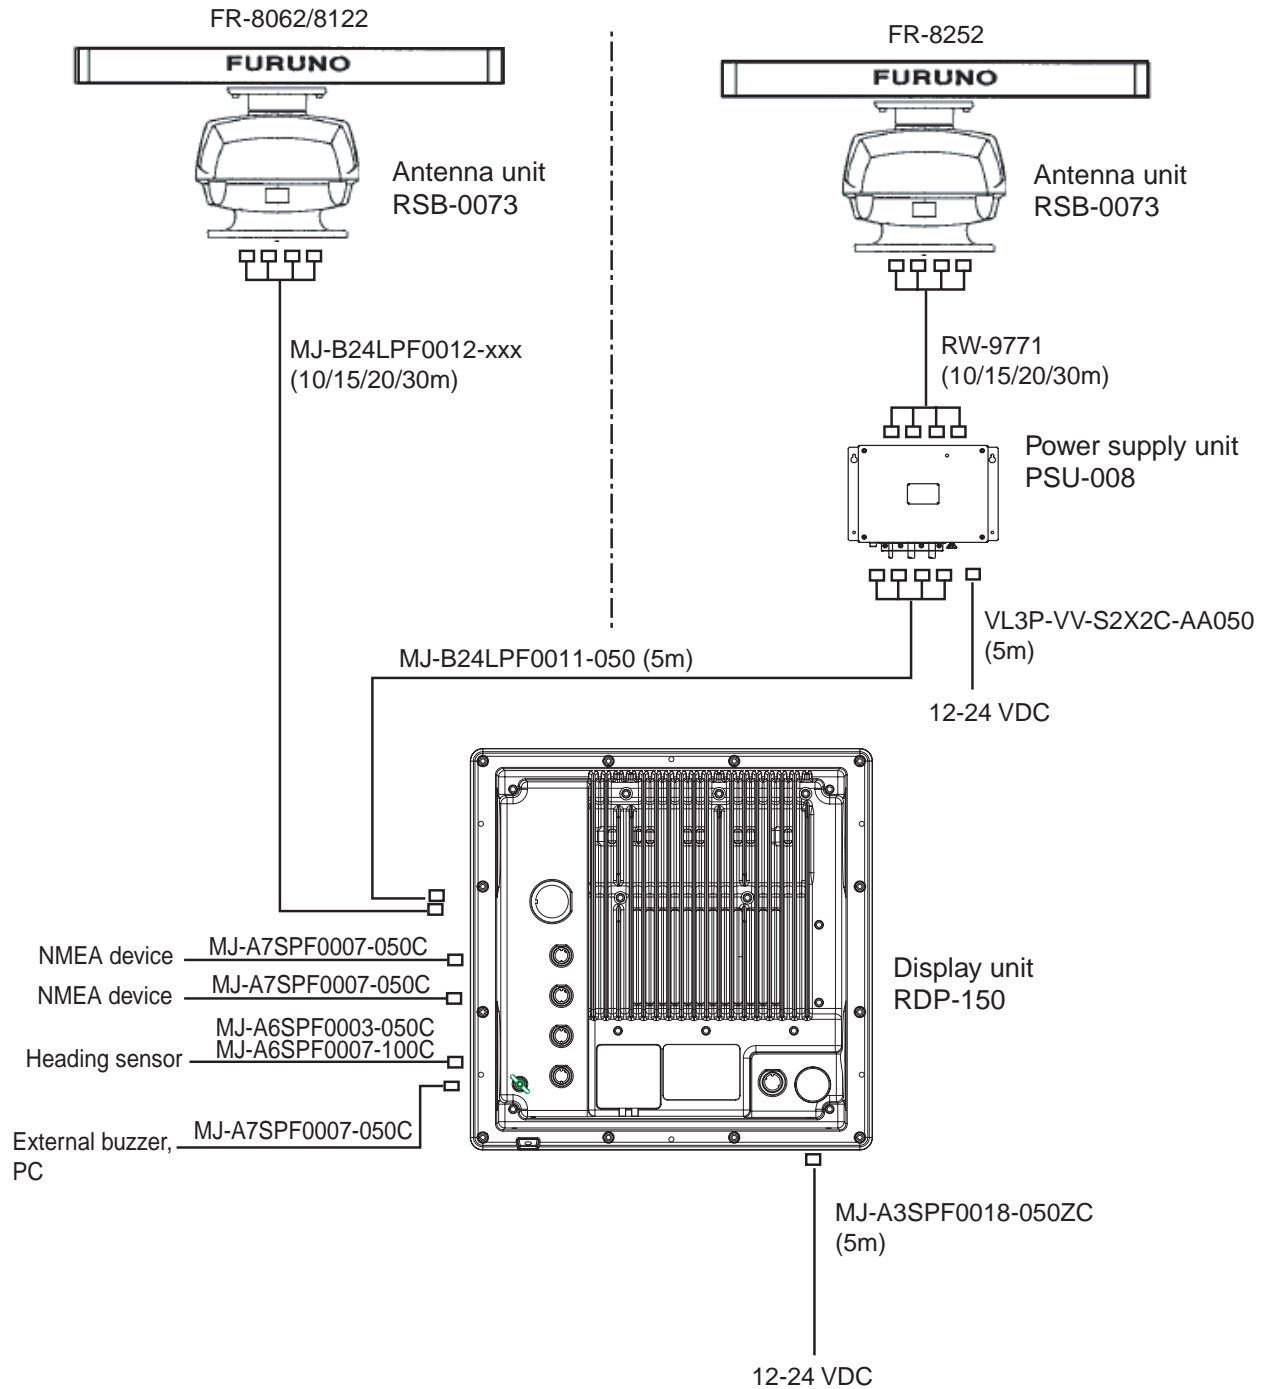 FR-8062/8122
FURUNO
Antenna unit
RSB-0073
MJ-B24LPF0012-xxx
(10/15/20/30m)
FR-8252
FURUNO
Antenna unit
RSB-0073
RW-9771
(10/15/20/30m)
Power supply unit
PSU-008
VL3P-VV-S2X2C-AA050
(5m)
12-24 VDC
MJ-B24LPF0011-050 (5m)
NMEA device
MJ-A7SPF0007-050C
NMEA device
MJ-A7SPF0007-050C
MJ-A6SPF0003-050C
Heading sensor
MJ-A6SPF0007-100C
External buzzer,
PC
MJ-A7SPF0007-050C
Display unit
RDP-150
MJ-A3SPF0018-050ZC
(5m)
12-24 VDC